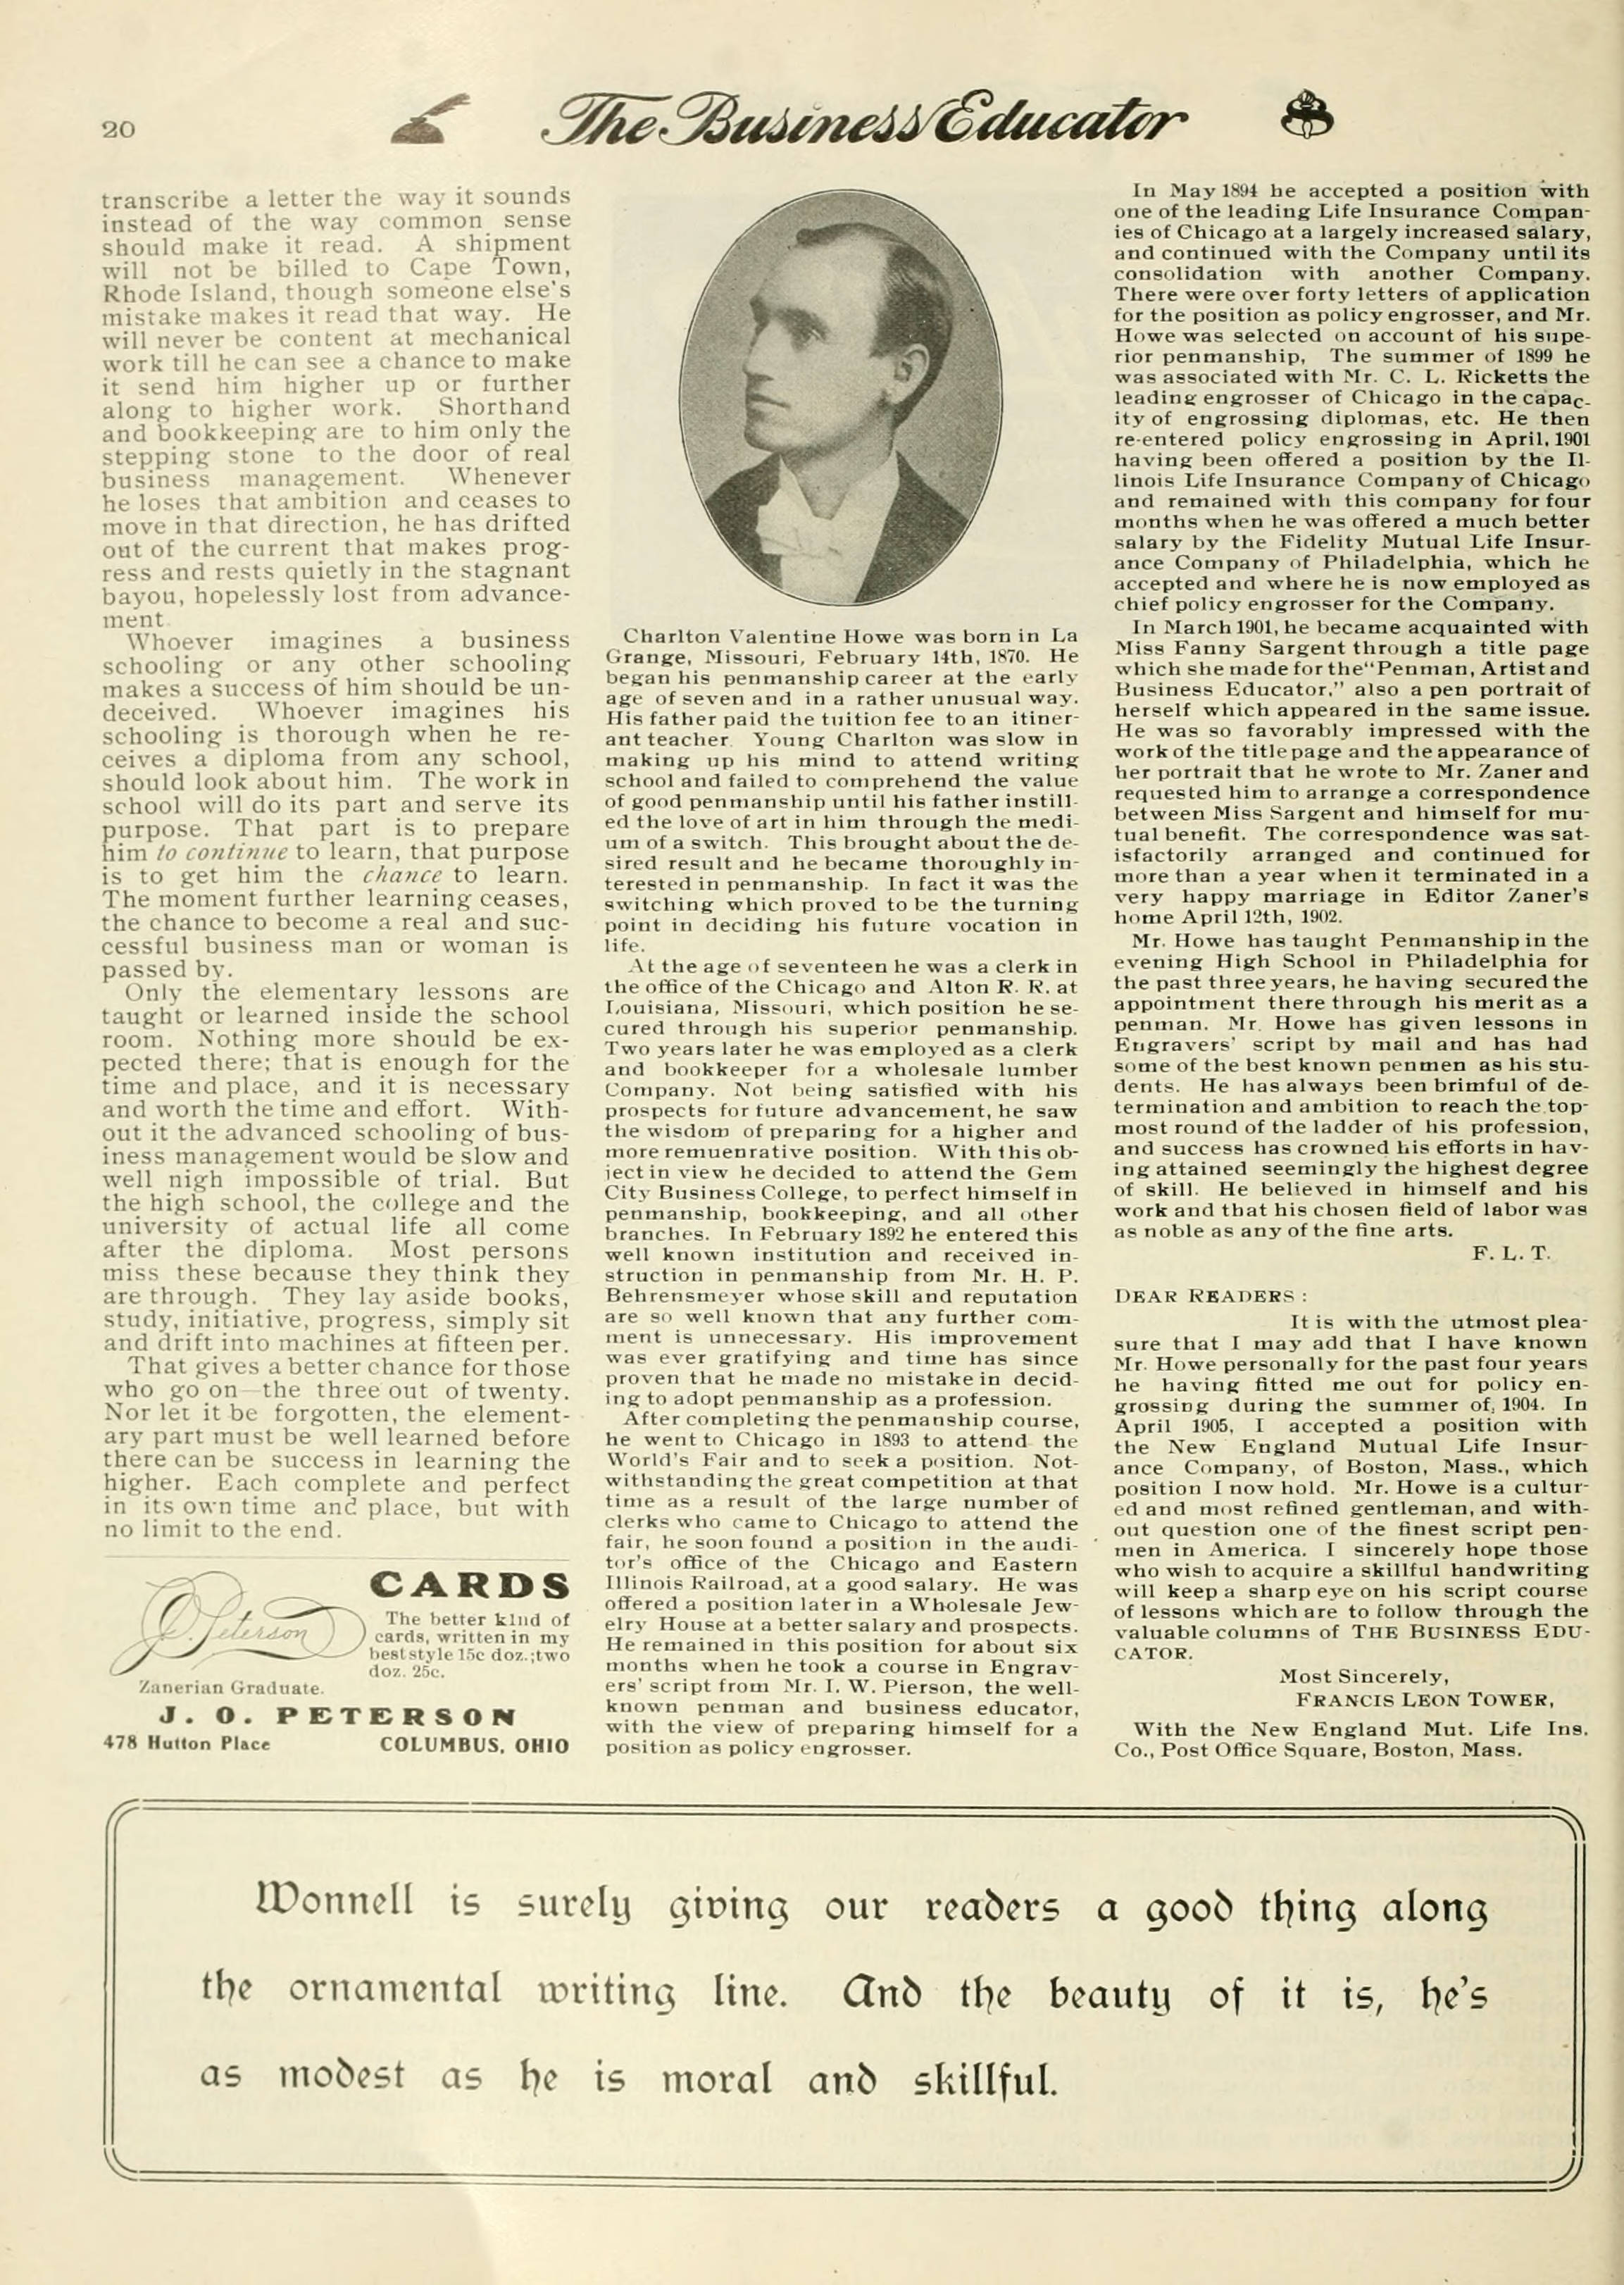 20
The Business Educator
transcribe a letter the way it sounds
instead of the way common sense
should make it read. A shipment
will not be billed to Cape Town,
Rhode Island, though someone else's
mistake makes it read that way. He
will never be content at mechanical
work till he can see a chance to make
it send him higher up or further
along to higher work. Shorthand
and bookkeeping are to him only the
stepping stone to the door of real
business management. Whenever
he loses that ambition and ceases to
move in that direction, he has drifted
out of the current that makes prog-
ress and rests quietly in the stagnant
bayou, hopelessly lost from advance-
ment
Whoever imagines a business
schooling or any other schooling
makes a success of him should be un-
deceived. Whoever imagines his
schooling is thorough when he re-
ceives a diploma from any school,
should look about him. The work in
school will do its part and serve its
purpose. That part is to prepare
him to continue to learn, that purpose
is to get him the chance to learn.
The moment further learning ceases,
the chance to become a real and suc-
cessful business man or woman is
passed by.
Only the elementary lessons are
taught or learned inside the school
room. Nothing more should be ex-
pected there; that is enough for the
time and place, and it is necessary
and worth the time and effort. With-
out it the advanced schooling of bus-
iness management would be slow and
well nigh impossible of trial. But
the high school, the college and the
university of actual life all come
after the diploma. Most persons
miss these because they think they
are through. They lay aside books,
study, initiative, progress, simply sit
and drift into machines at fifteen per.
That gives a better chance for those
who go on—the three out of twenty.
Nor let it be forgotten, the element-
ary part must be well learned before
there can be success in learning the
higher. Each complete and perfect
in its own time and place, but with
no limit to the end.
J.O. Peterson
Zanerian Graduate.
CARDS
The better kind of
cards, written in my
best style 15c doz.; two
doz. 25c.
J. O. PETERSON
478 Hutton Place COLUMBUS, OHIO
Charlton Valentine Howe was born in La
Grange, Missouri, February 14th, 1870. He
began his penmanship career at the early
age of seven and in a rather unusual way.
His father paid the tuition fee to an itiner-
ant teacher. Young Charlton was slow in
making up his mind to attend writing
school and failed to comprehend the value
of good penmanship until his father instill-
ed the love of art in him through the medi-
um of a switch. This brought about the de-
sired result and he became thoroughly in-
terested in penmanship. In fact it was the
switching which proved to be the turning
point in deciding his future vocation in
life.
At the age of seventeen he was a clerk in
the office of the Chicago and Alton R. R. at
Louisiana, Missouri, which position he se-
cured through his superior penmanship.
Two years later he was employed as a clerk
and bookkeeper for a wholesale lumber
Company. Not being satisfied with his
prospects for future advancement, he saw
the wisdom of preparing for a higher and
more remuenrative position. With this ob-
ject in view he decided to attend the Gem
City Business College, to perfect himself in
penmanship, bookkeeping, and all other
branches. In February 1892 he entered this
well known institution and received in-
struction in penmanship from Mr. H. P.
Behrensmeyer whose skill and reputation
are so well known that any further com-
ment is unnecessary. His improvement
was ever gratifying and time has since
proven that he made no mistake in decid-
ing to adopt penmanship as a profession.
After completing the penmanship course,
he went to Chicago in 1893 to attend the
World's Fair and to seek a position. Not-
withstanding the great competition at that
time as a result of the large number of
clerks who came to Chicago to attend the
fair, he soon found a position in the audi-
tor's office of the Chicago and Eastern
Illinois Railroad, at a good salary. He was
offered a position later in a Wholesale Jew-
elry House at a better salary and prospects.
He remained in this position for about six
months when he took a course in Engrav-
ers' script from Mr. I. W. Pierson, the well-
known penman and business educator,
with the view of preparing himself for a
position as policy engrosser.
In May 1894 he accepted a position with
one of the leading Life Insurance Compan-
ies of Chicago at a largely increased salary,
and continued with the Company until its
consolidation with another Company.
There were over forty letters of application
for the position as policy engrosser, and Mr.
Howe was selected on account of his supe-
rior penmanship, The summer of 1899 he
was associated with Mr. C. L. Ricketts the
leading engrosser of Chicago in the capac-
ity of engrossing diplomas, etc. He then
re-entered policy engrossing in April, 1901
having been offered a position by the Il-
linois Life Insurance Company of Chicago
and remained with this company for four
months when he was offered a much better
salary by the Fidelity Mutual Life Insur-
ance Company of Philadelphia, which he
accepted and where he is now employed as
chief policy engrosser for the Company.
In March 1901, he became acquainted with
Miss Fanny Sargent through a title page
which she made for the "Penman, Artist and
Business Educator," also a pen portrait of
herself which appeared in the same issue.
He was so favorably impressed with the
work of the title page and the appearance of
her portrait that he wrote to Mr. Zaner and
requested him to arrange a correspondence
between Miss Sargent and himself for mu-
tual benefit. The correspondence was sat-
isfactorily arranged and continued for
more than a year when it terminated in a
very happy marriage in Editor Zaner's
home April 12th, 1902.
Mr. Howe has taught Penmanship in the
evening High School in Philadelphia for
the past three years, he having secured the
appointment there through his merit as a
penman. Mr. Howe has given lessons in
Engravers' script by mail and has had
some of the best known penmen as his stu-
dents. He has always been brimful of de-
termination and ambition to reach the top-
most round of the ladder of his profession,
and success has crowned his efforts in hav-
ing attained seemingly the highest degree
of skill. He believed in himself and his
work and that his chosen field of labor was
as noble as any of the fine arts.
F. L. T.
DEAR READERS:
It is with the utmost plea-
sure that I may add that I have known
Mr. Howe personally for the past four years
he having fitted me out for policy en-
grossing during the summer of, 1904. In
April 1905, I accepted a position with
the New England Mutual Life Insur-
ance Company, of Boston, Mass., which
position I now hold. Mr. Howe is a cultur-
ed and most refined gentleman, and with-
out question one of the finest script pen-
men in America. I sincerely hope those
who wish to acquire a skillful handwriting
will keep a sharp eye on his script course
of lessons which are to follow through the
valuable columns of THE BUSINESS EDU-
CATOR.
Most Sincerely,
FRANCIS LEON TOWER,
With the New England Mut. Life Ins.
Co., Post Office Square, Boston, Mass.
Wonnell is surely giving our readers a good thing along
the ornamental writing line. And the beauty of it is, he's
as modest as he is moral and skillful.